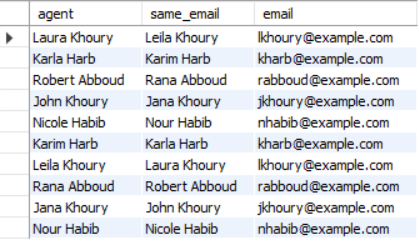 agent same_email email
Laura Khoury Leila Khoury lkhoury@example.com
Karla Harb Karim Harb kharb@example.com
Robert Abboud Rana Abboud rabboud@example.com
John Khoury Jana Khoury jkhoury@example.com
Nicole Habib Nour Habib nhabib@example.com
Karim Harb Karla Harb kharb@example.com
Leila Khoury Laura Khoury lkhoury@example.com
Rana Abboud Robert Abboud rabboud@example.com
Jana Khoury John Khoury jkhoury@example.com
Nour Habib Nicole Habib nhabib@example.com